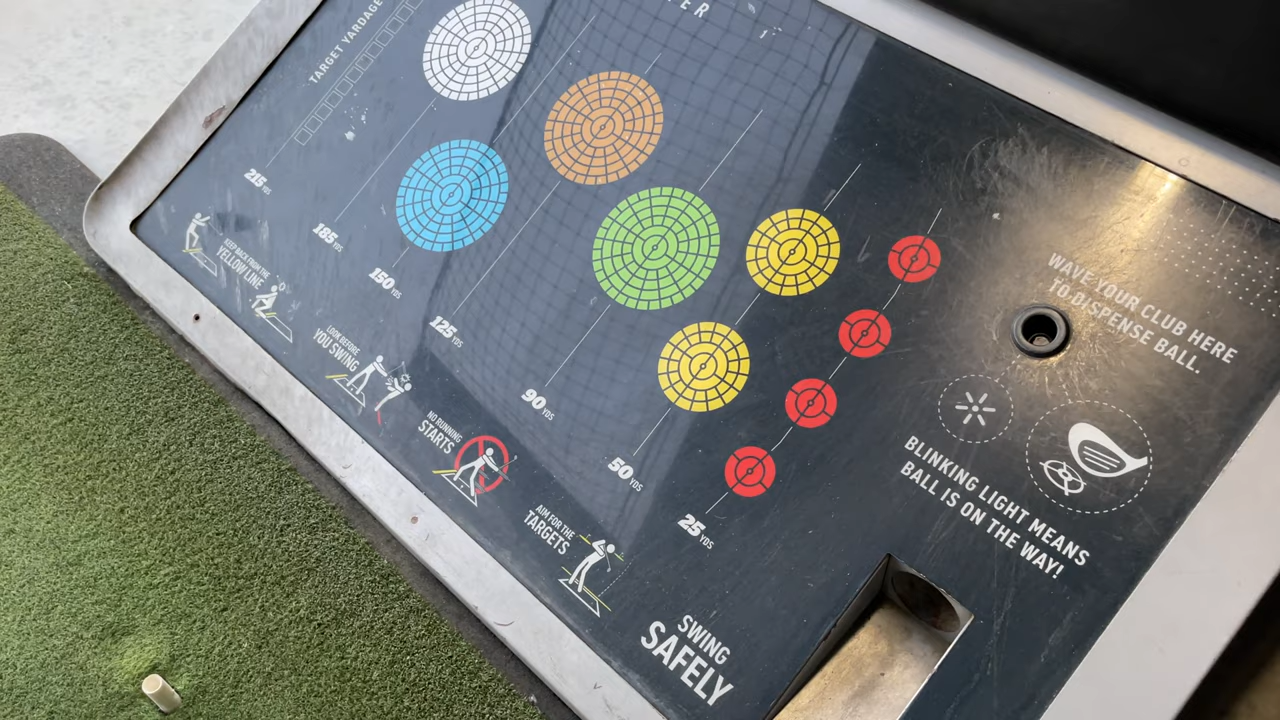 TARGET YARDAGE
215 YDS
185 YDS
150 YDS
125 YDS
90 YDS
50 YDS
25 YDS
KEEP BACK FROM THE
YELLOW LINE
LOOK BEFORE
YOU SWING
NO RUNNING
STARTS
AIM FOR THE
TARGETS
SWING
SAFELY
WAVE YOUR CLUB HERE
TO DISPENSE BALL.
BLINKING LIGHT MEANS
BALL IS ON THE WAY!